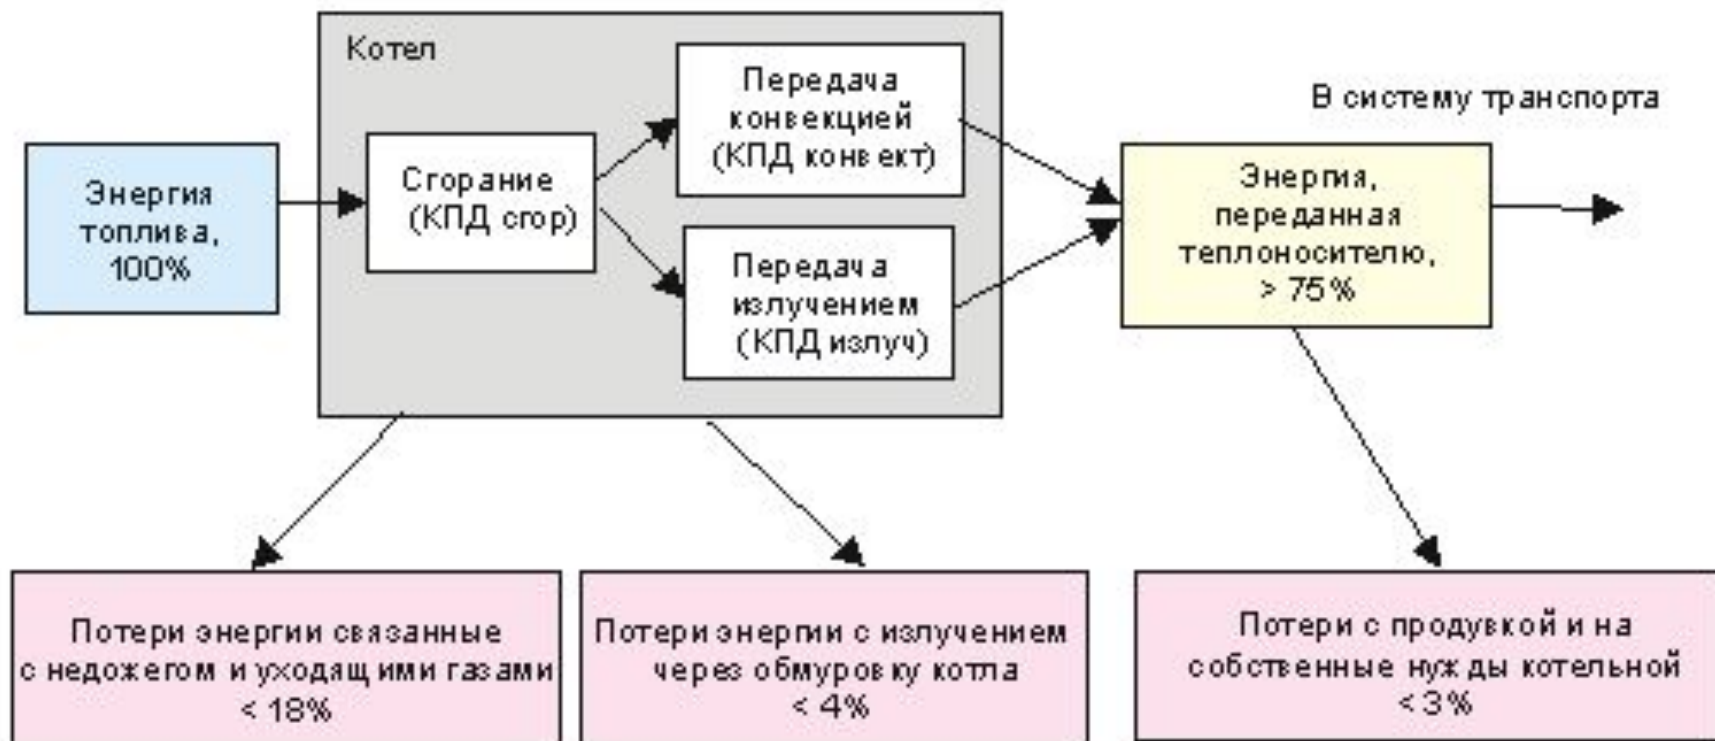 Котел
Передача
конвекцией
(КПД конвект)
В систему транспорта
Энергия
топлива,
100%
Сгорание
(КПД сгор)
Передача
излучением
(КПД излуч)
Энергия,
переданная
теплоносителю,
> 75%
Потери энергии связанные
с недожегом и уходящими газами
< 18%
Потери энергии с излучением
через обмуровку котла
< 4%
Потери с продувкой и на
собственные нужды котельной
< 3%